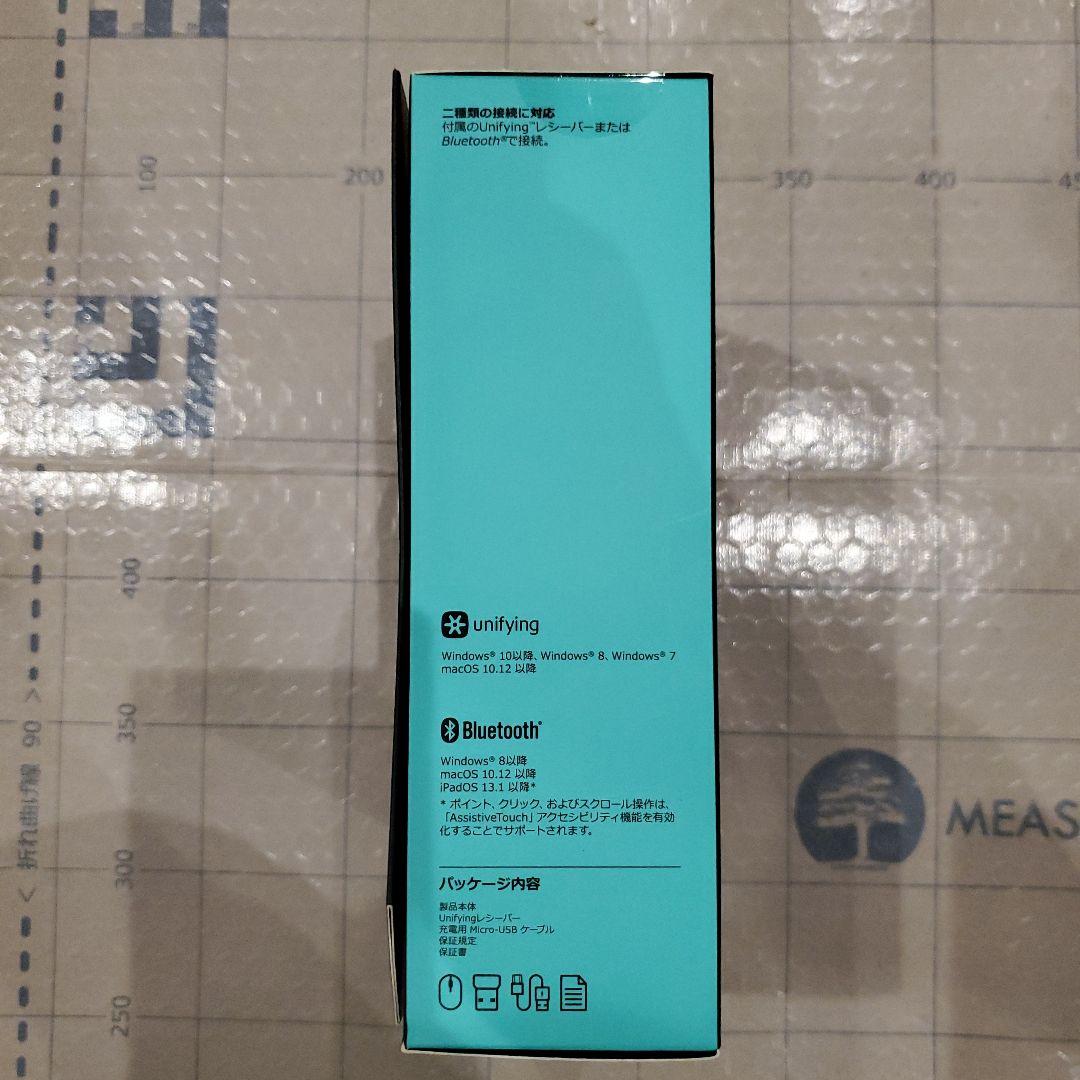 二種類の接続に対応
付属のUnifying™レシーバーまたは
Bluetooth®で接続。
100
200
350
400
45
unifying
Windows® 10以降、Windows® 8、Windows® 7
macOS 10.12 以降
Bluetooth®
Windows® 8以降
macOS 10.12 以降
iPadOS 13.1 以降*
* ポイント、クリック、およびスクロール操作は、
「AssistiveTouch」アクセシビリティ機能を有効
化することでサポートされます。
パッケージ内容
製品本体
Unifyingレシーバー
充電用 Micro-USB ケーブル
保証規定
保証書
400
350
300
250
< 折れ曲げ線 90 >
MEAS